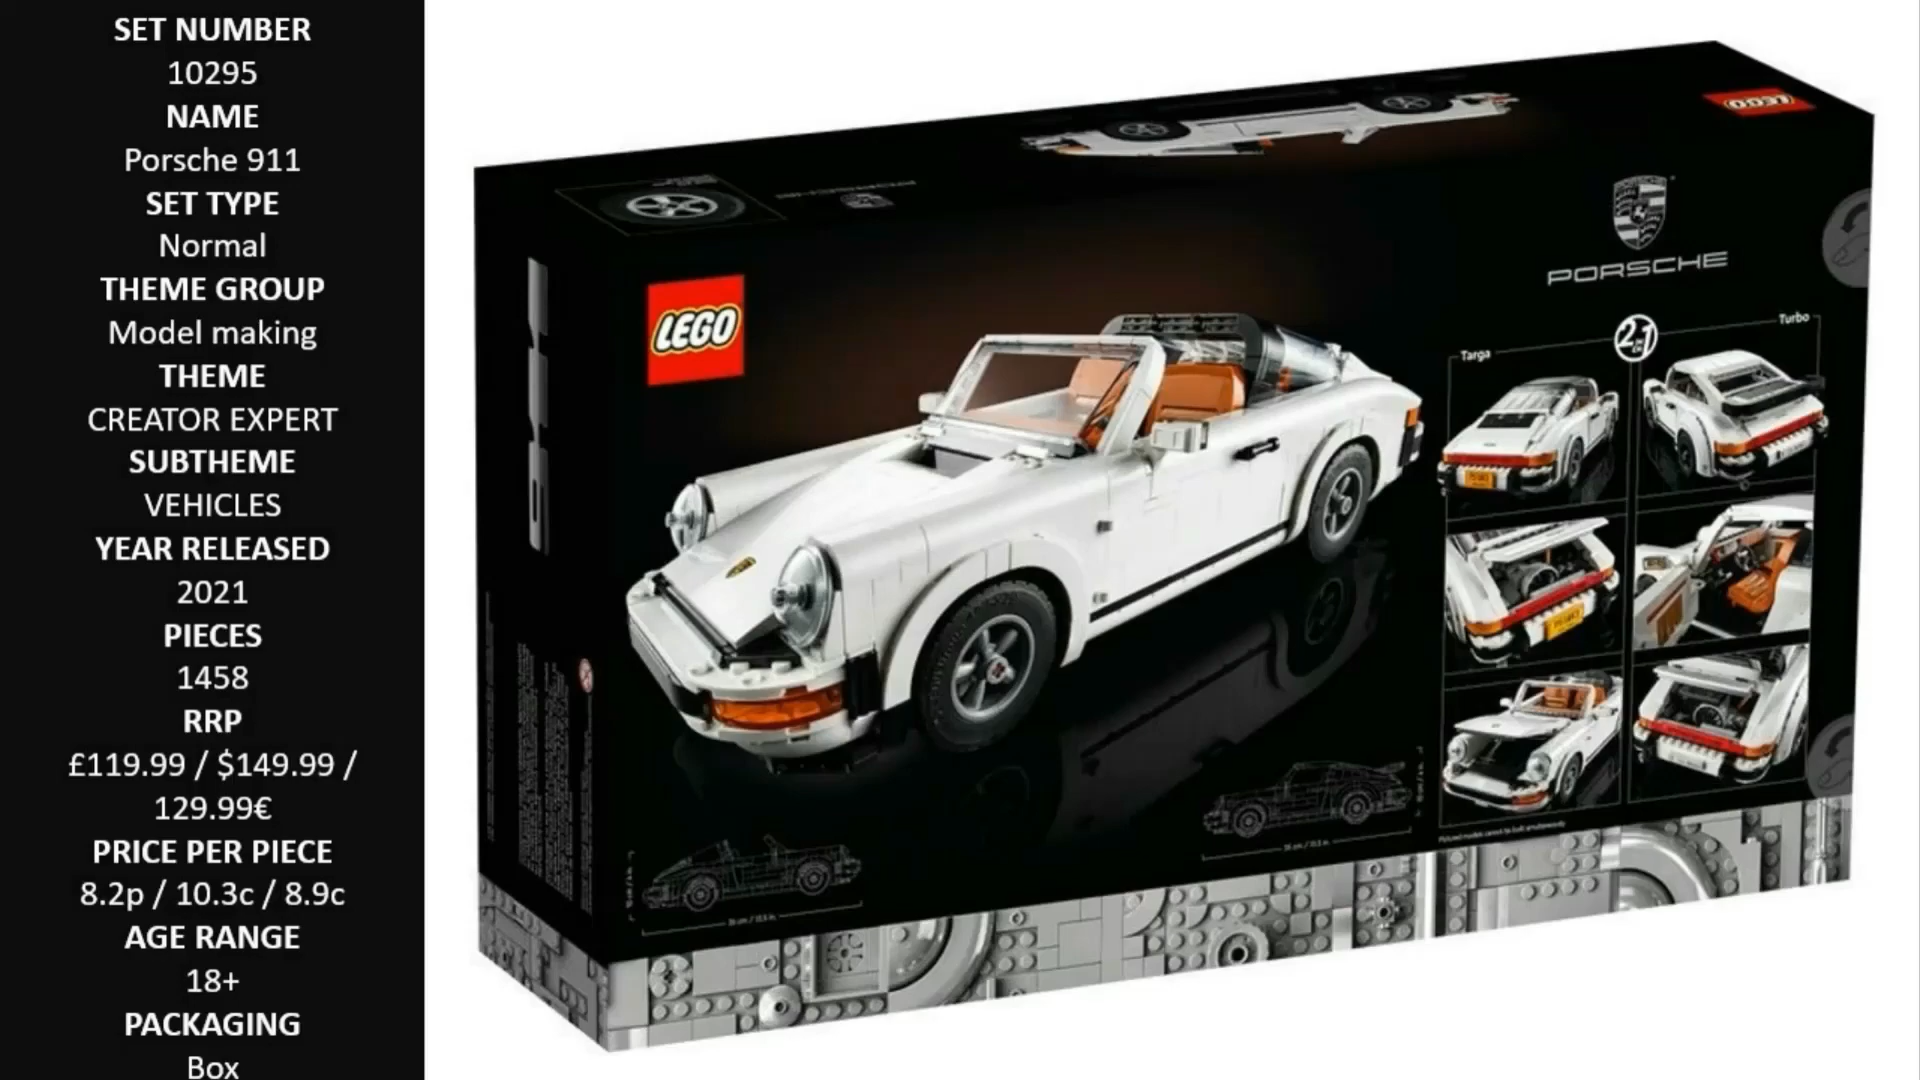 SET NUMBER
10295
NAME
Porsche 911
SET TYPE
Normal
THEME GROUP
Model making
THEME
CREATOR EXPERT
SUBTHEME
VEHICLES
YEAR RELEASED
2021
PIECES
1458
RRP
£119.99 / $149.99 /
129.99€
PRICE PER PIECE
8.2p / 10.3c / 8.9c
AGE RANGE
18+
PACKAGING
Box
LEGO
LEGO
PORSCHE
Targa
2in1
Turbo